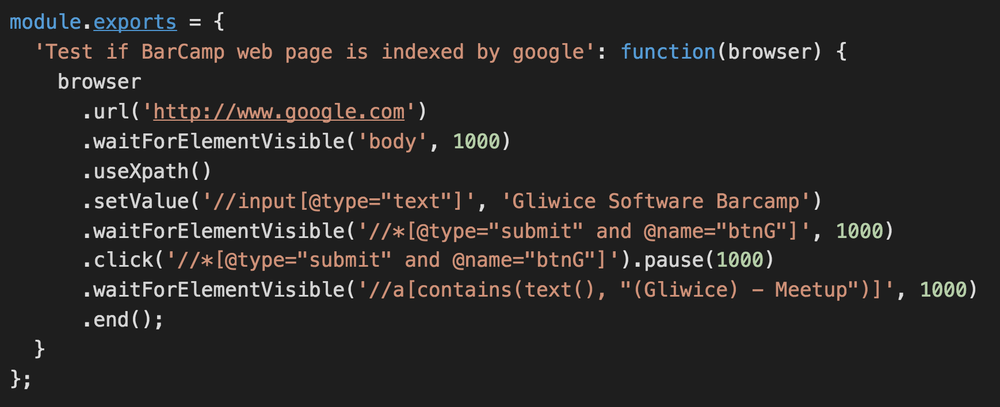 module.exports = {
  'Test if BarCamp web page is indexed by google': function(browser) {
    browser
      .url('http://www.google.com')
      .waitForElementVisible('body', 1000)
      .useXpath()
      .setValue('//input[@type="text"]', 'Gliwice Software Barcamp')
      .waitForElementVisible('//*[@type="submit" and @name="btnG"]', 1000)
      .click('//*[@type="submit" and @name="btnG"]').pause(1000)
      .waitForElementVisible('//a[contains(text(), "(Gliwice) – Meetup")]', 1000)
      .end();
  }
};